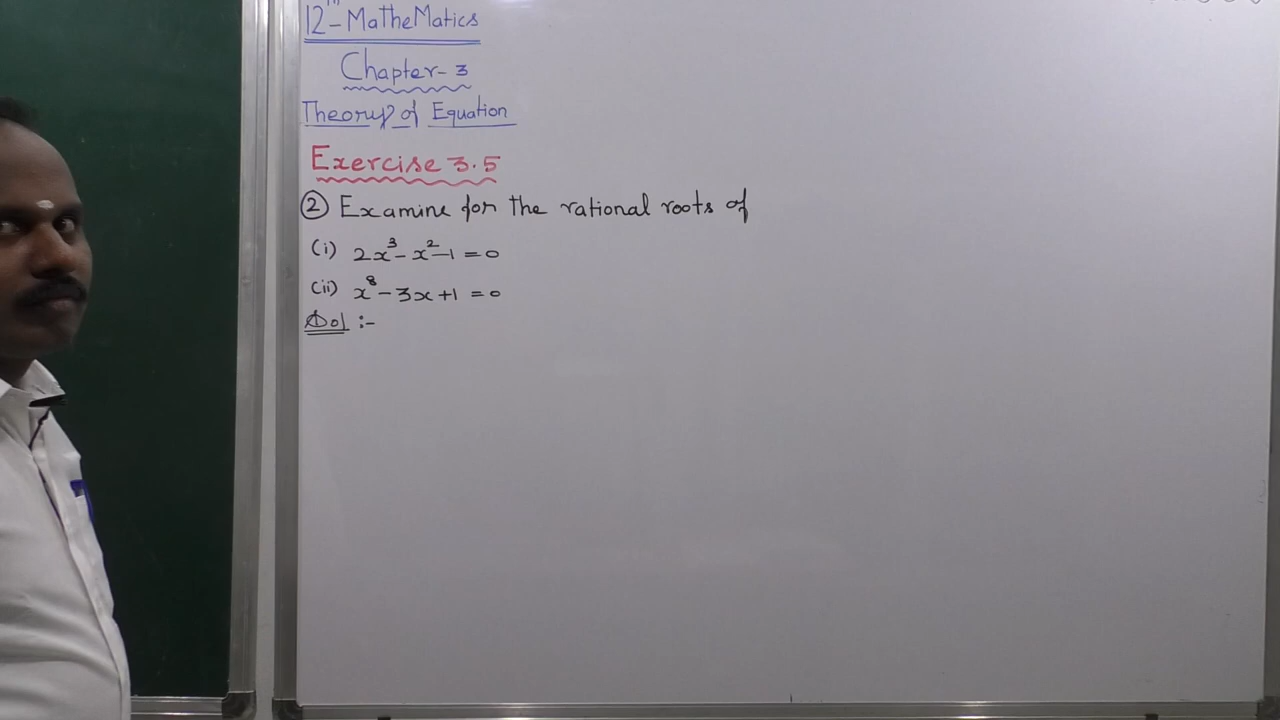 12th - MatheMatics
Chapter - 3
Theory of Equation
Exercise 3.5
② Examine for the rational roots of
(i) 2x³ - x² - 1 = 0
(ii) x⁸ - 3x + 1 = 0
Sol :-